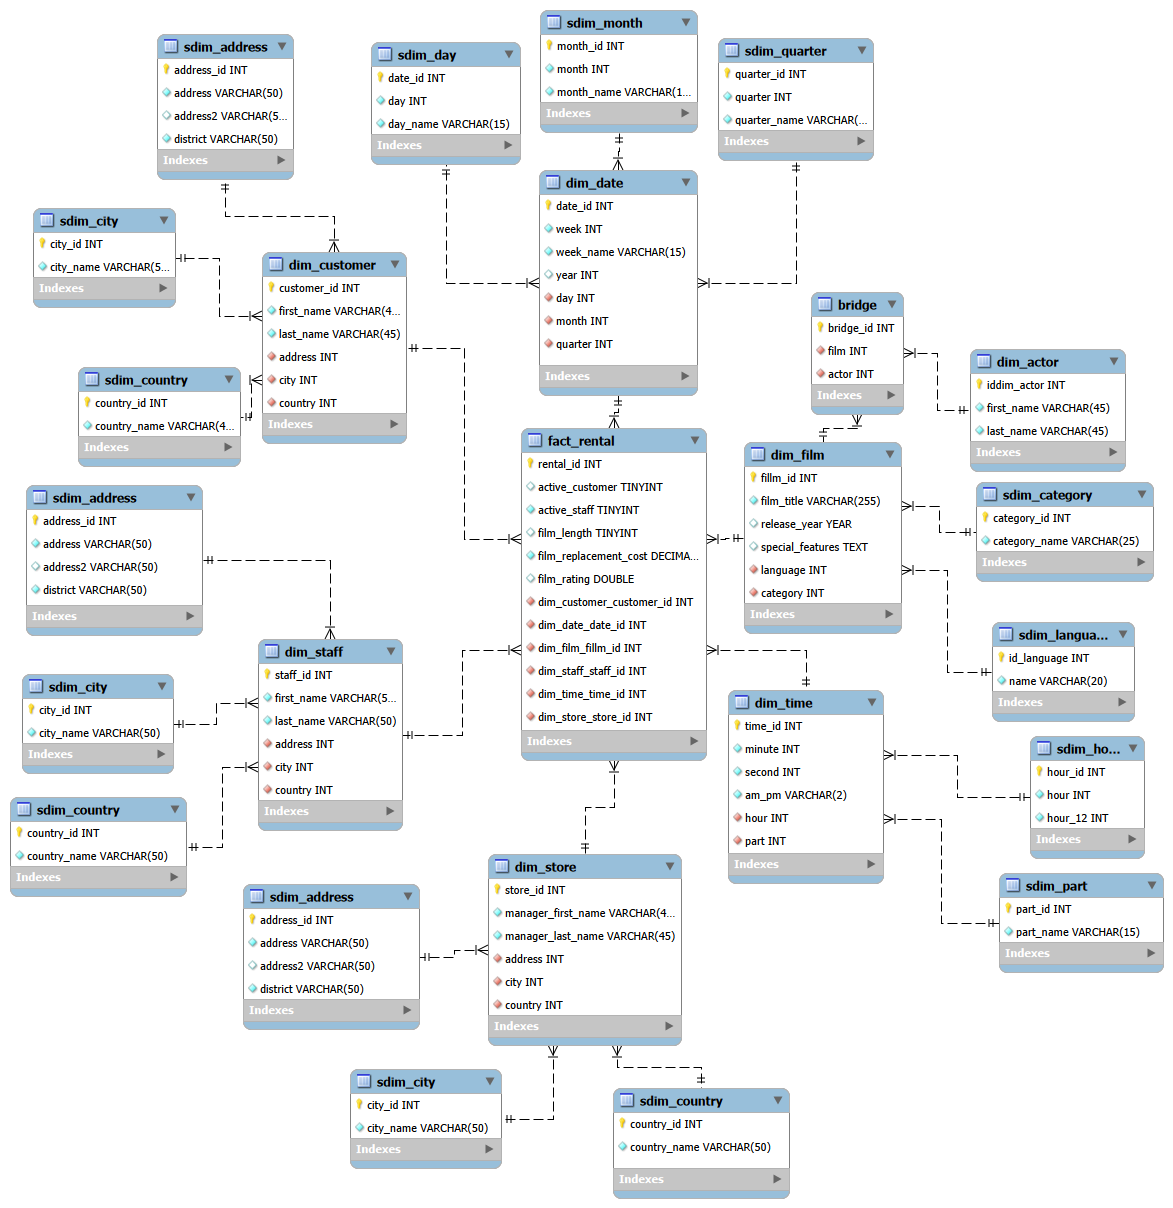 sdim_month
month_id INT
month INT
month_name VARCHAR(1...
Indexes
sdim_address
address_id INT
address VARCHAR(50)
address2 VARCHAR(5...
district VARCHAR(50)
Indexes
sdim_day
date_id INT
day INT
day_name VARCHAR(15)
Indexes
sdim_quarter
quarter_id INT
quarter INT
quarter_name VARCHAR(...
Indexes
dim_date
date_id INT
week INT
week_name VARCHAR(15)
year INT
day INT
month INT
quarter INT
Indexes
sdim_city
city_id INT
city_name VARCHAR(5...
Indexes
dim_customer
customer_id INT
first_name VARCHAR(4...
last_name VARCHAR(45)
address INT
city INT
country INT
Indexes
sdim_country
country_id INT
country_name VARCHAR(4...
Indexes
bridge
bridge_id INT
film INT
actor INT
Indexes
dim_actor
iddim_actor INT
first_name VARCHAR(45)
last_name VARCHAR(45)
Indexes
fact_rental
rental_id INT
active_customer TINYINT
active_staff TINYINT
film_length TINYINT
film_replacement_cost DECIMA...
film_rating DOUBLE
dim_customer_customer_id INT
dim_date_date_id INT
dim_film_fillm_id INT
dim_staff_staff_id INT
dim_time_time_id INT
dim_store_store_id INT
Indexes
dim_film
fillm_id INT
film_title VARCHAR(255)
release_year YEAR
special_features TEXT
language INT
category INT
Indexes
sdim_category
category_id INT
category_name VARCHAR(25)
Indexes
sdim_address
address_id INT
address VARCHAR(50)
address2 VARCHAR(50)
district VARCHAR(50)
Indexes
sdim_langua...
id_language INT
name VARCHAR(20)
Indexes
dim_staff
staff_id INT
first_name VARCHAR(5...
last_name VARCHAR(50)
address INT
city INT
country INT
Indexes
sdim_city
city_id INT
city_name VARCHAR(50)
Indexes
dim_time
time_id INT
minute INT
second INT
am_pm VARCHAR(2)
hour INT
part INT
Indexes
sdim_ho...
hour_id INT
hour INT
hour_12 INT
Indexes
sdim_country
country_id INT
country_name VARCHAR(50)
Indexes
dim_store
store_id INT
manager_first_name VARCHAR(4...
manager_last_name VARCHAR(45)
address INT
city INT
country INT
Indexes
sdim_part
part_id INT
part_name VARCHAR(15)
Indexes
sdim_address
address_id INT
address VARCHAR(50)
address2 VARCHAR(50)
district VARCHAR(50)
Indexes
sdim_city
city_id INT
city_name VARCHAR(50)
Indexes
sdim_country
country_id INT
country_name VARCHAR(50)
Indexes